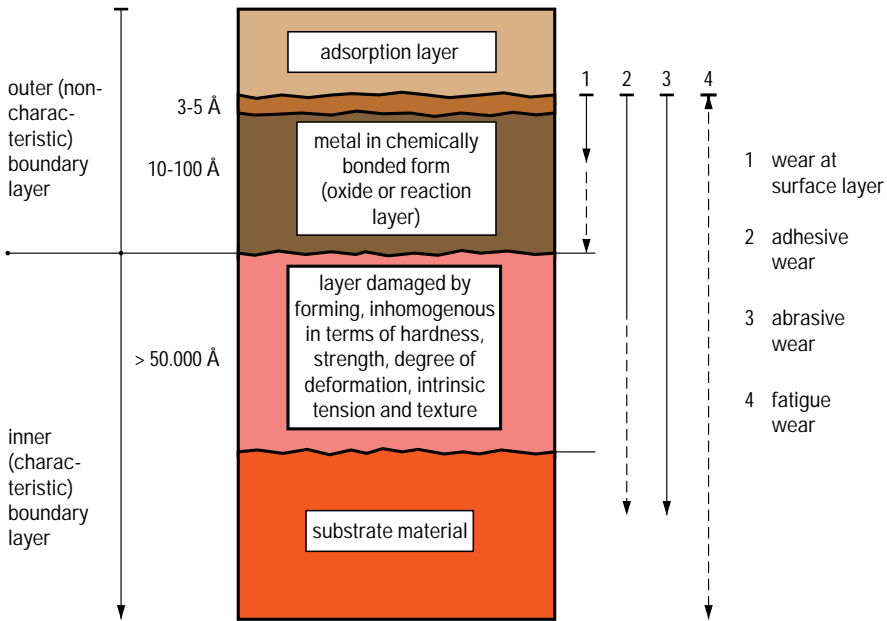 adsorption layer
1 2 3 4
outer (non-
charac-
teristic)
boundary
layer
3-5 Å
10-100 Å
metal in chemically
bonded form
(oxide or reaction
layer)
1 wear at
surface layer
2 adhesive
wear
3 abrasive
wear
4 fatigue
wear
> 50.000 Å
layer damaged by
forming, inhomogenous
in terms of hardness,
strength, degree of
deformation, intrinsic
tension and texture
inner
(charac-
teristic)
boundary
layer
substrate material